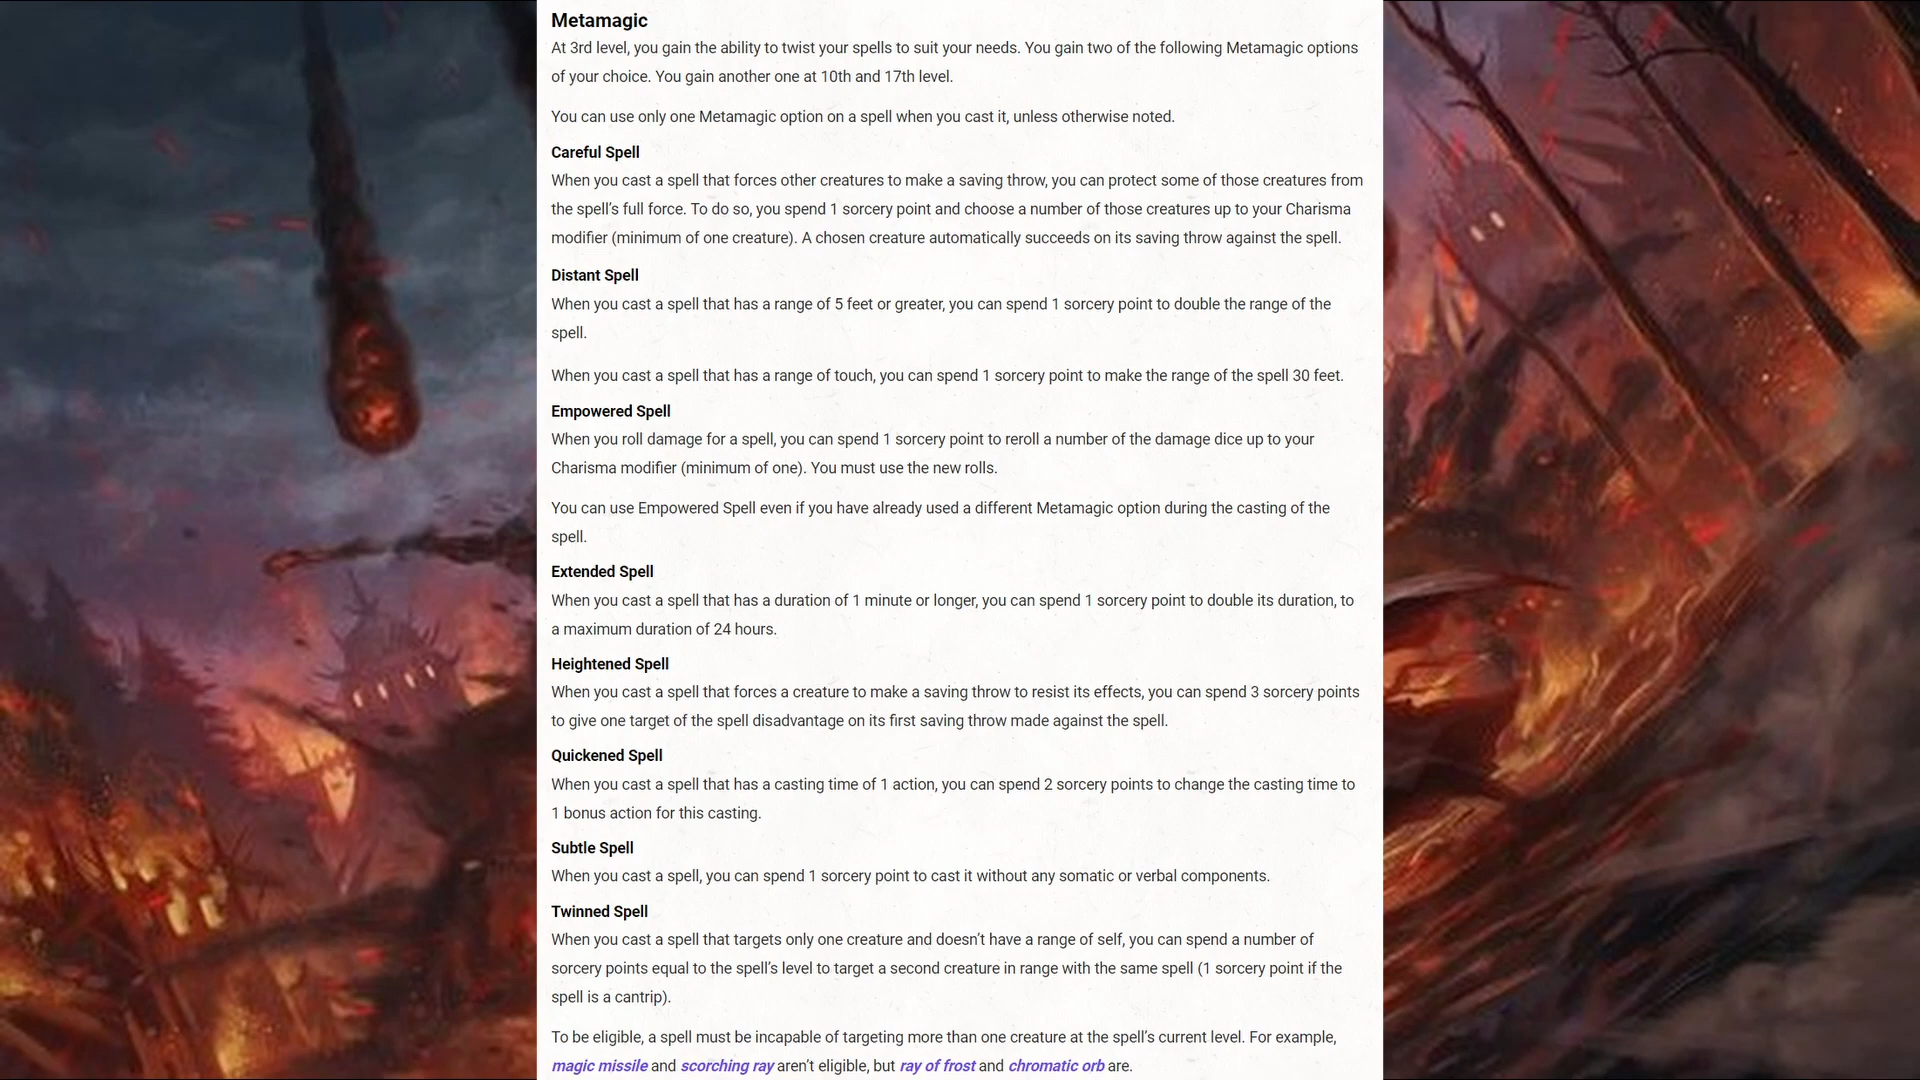 Metamagic
At 3rd level, you gain the ability to twist your spells to suit your needs. You gain two of the following Metamagic options
of your choice. You gain another one at 10th and 17th level.
You can use only one Metamagic option on a spell when you cast it, unless otherwise noted.
Careful Spell
When you cast a spell that forces other creatures to make a saving throw, you can protect some of those creatures from
the spell’s full force. To do so, you spend 1 sorcery point and choose a number of those creatures up to your Charisma
modifier (minimum of one creature). A chosen creature automatically succeeds on its saving throw against the spell.
Distant Spell
When you cast a spell that has a range of 5 feet or greater, you can spend 1 sorcery point to double the range of the
spell.
When you cast a spell that has a range of touch, you can spend 1 sorcery point to make the range of the spell 30 feet.
Empowered Spell
When you roll damage for a spell, you can spend 1 sorcery point to reroll a number of the damage dice up to your
Charisma modifier (minimum of one). You must use the new rolls.
You can use Empowered Spell even if you have already used a different Metamagic option during the casting of the
spell.
Extended Spell
When you cast a spell that has a duration of 1 minute or longer, you can spend 1 sorcery point to double its duration, to
a maximum duration of 24 hours.
Heightened Spell
When you cast a spell that forces a creature to make a saving throw to resist its effects, you can spend 3 sorcery points
to give one target of the spell disadvantage on its first saving throw made against the spell.
Quickened Spell
When you cast a spell that has a casting time of 1 action, you can spend 2 sorcery points to change the casting time to
1 bonus action for this casting.
Subtle Spell
When you cast a spell, you can spend 1 sorcery point to cast it without any somatic or verbal components.
Twinned Spell
When you cast a spell that targets only one creature and doesn’t have a range of self, you can spend a number of
sorcery points equal to the spell’s level to target a second creature in range with the same spell (1 sorcery point if the
spell is a cantrip).
To be eligible, a spell must be incapable of targeting more than one creature at the spell’s current level. For example,
magic missile and scorching ray aren’t eligible, but ray of frost and chromatic orb are.